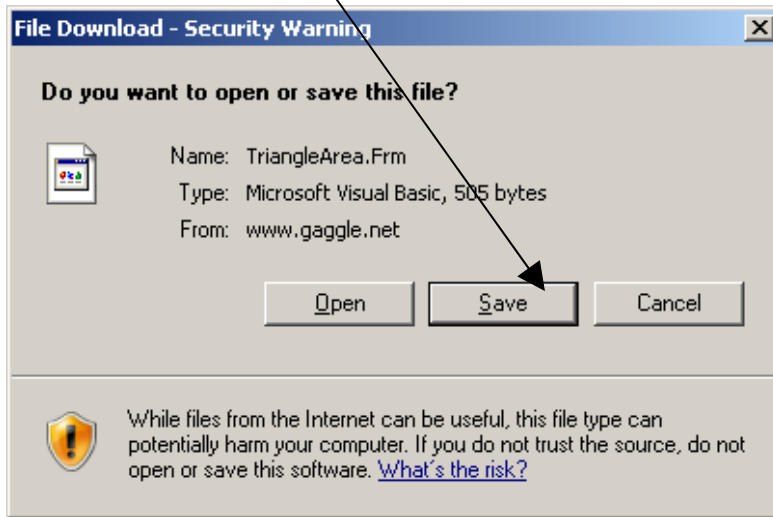 File Download - Security Warning
Do you want to open or save this file?
Name: TriangleArea.Frm
Type: Microsoft Visual Basic, 505 bytes
From: www.gaggle.net
Open Save Cancel
While files from the Internet can be useful, this file type can
potentially harm your computer. If you do not trust the source, do not
open or save this software. What's the risk?